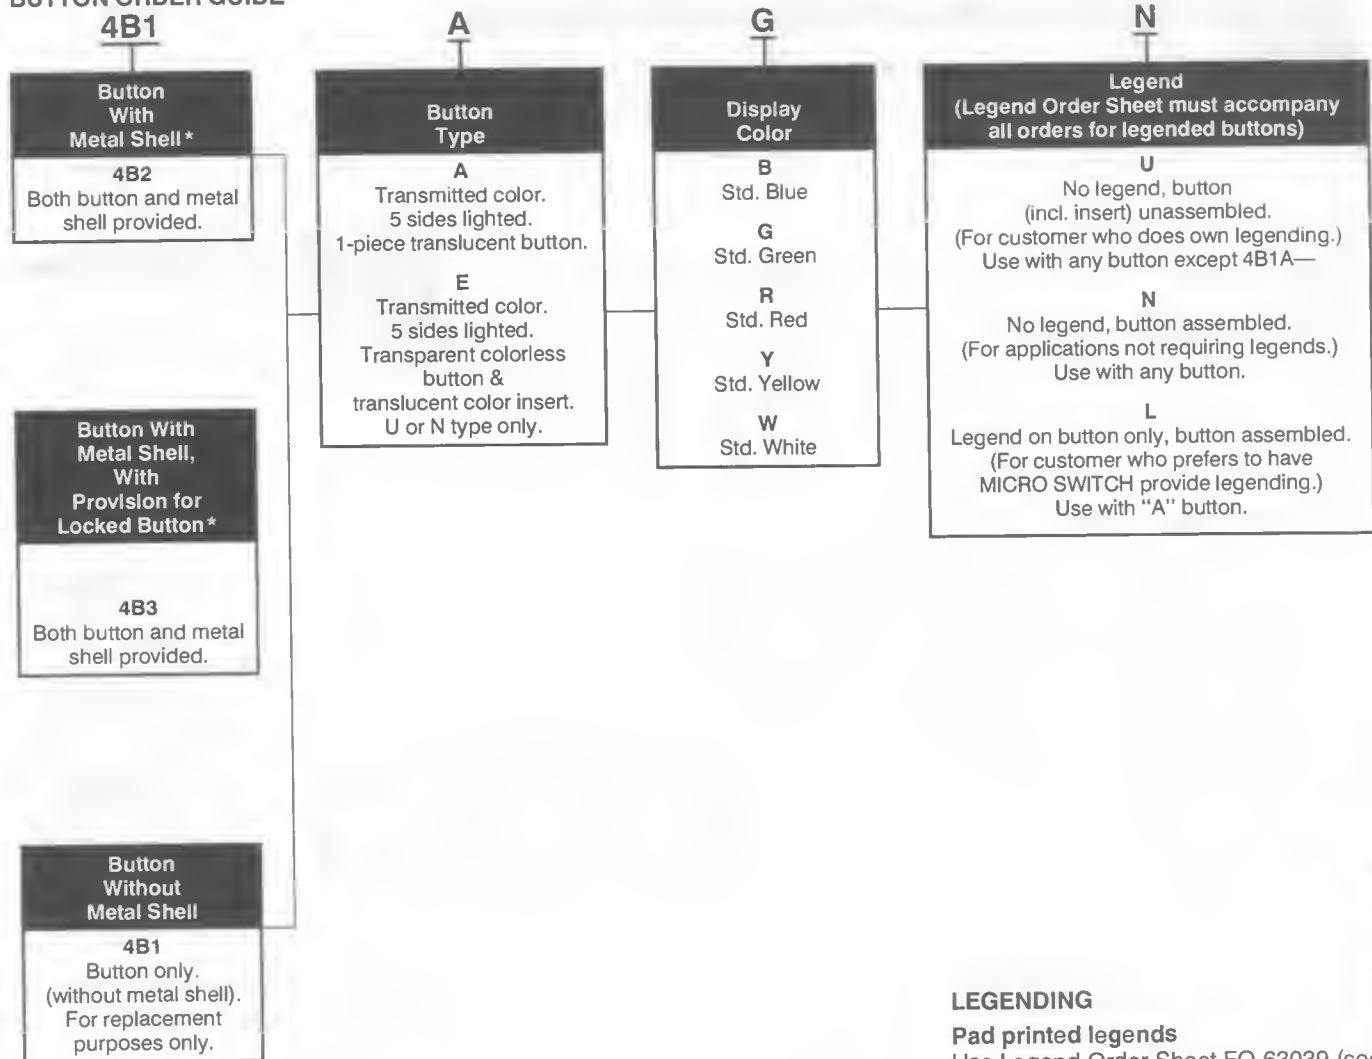 BUTTON ORDER GUIDE
4B1
A
G
N
Button
With
Metal Shell*
4B2
Both button and metal
shell provided.
Button With
Metal Shell,
With
Provision for
Locked Button*
4B3
Both button and metal
shell provided.
Button
Without
Metal Shell
4B1
Button only.
(without metal shell).
For replacement
purposes only.
Button
Type
A
Transmitted color.
5 sides lighted.
1-piece translucent button.
E
Transmitted color.
5 sides lighted.
Transparent colorless
button &
translucent color insert.
U or N type only.
Display
Color
B
Std. Blue
G
Std. Green
R
Std. Red
Y
Std. Yellow
W
Std. White
Legend
(Legend Order Sheet must accompany
all orders for legended buttons)
U
No legend, button
(incl. insert) unassembled.
(For customer who does own legending.)
Use with any button except 4B1A—
N
No legend, button assembled.
(For applications not requiring legends.)
Use with any button.
L
Legend on button only, button assembled.
(For customer who prefers to have
MICRO SWITCH provide legending.)
Use with "A" button.
LEGENDING
Pad printed legends
Use Legend Order Sheet FO-63039